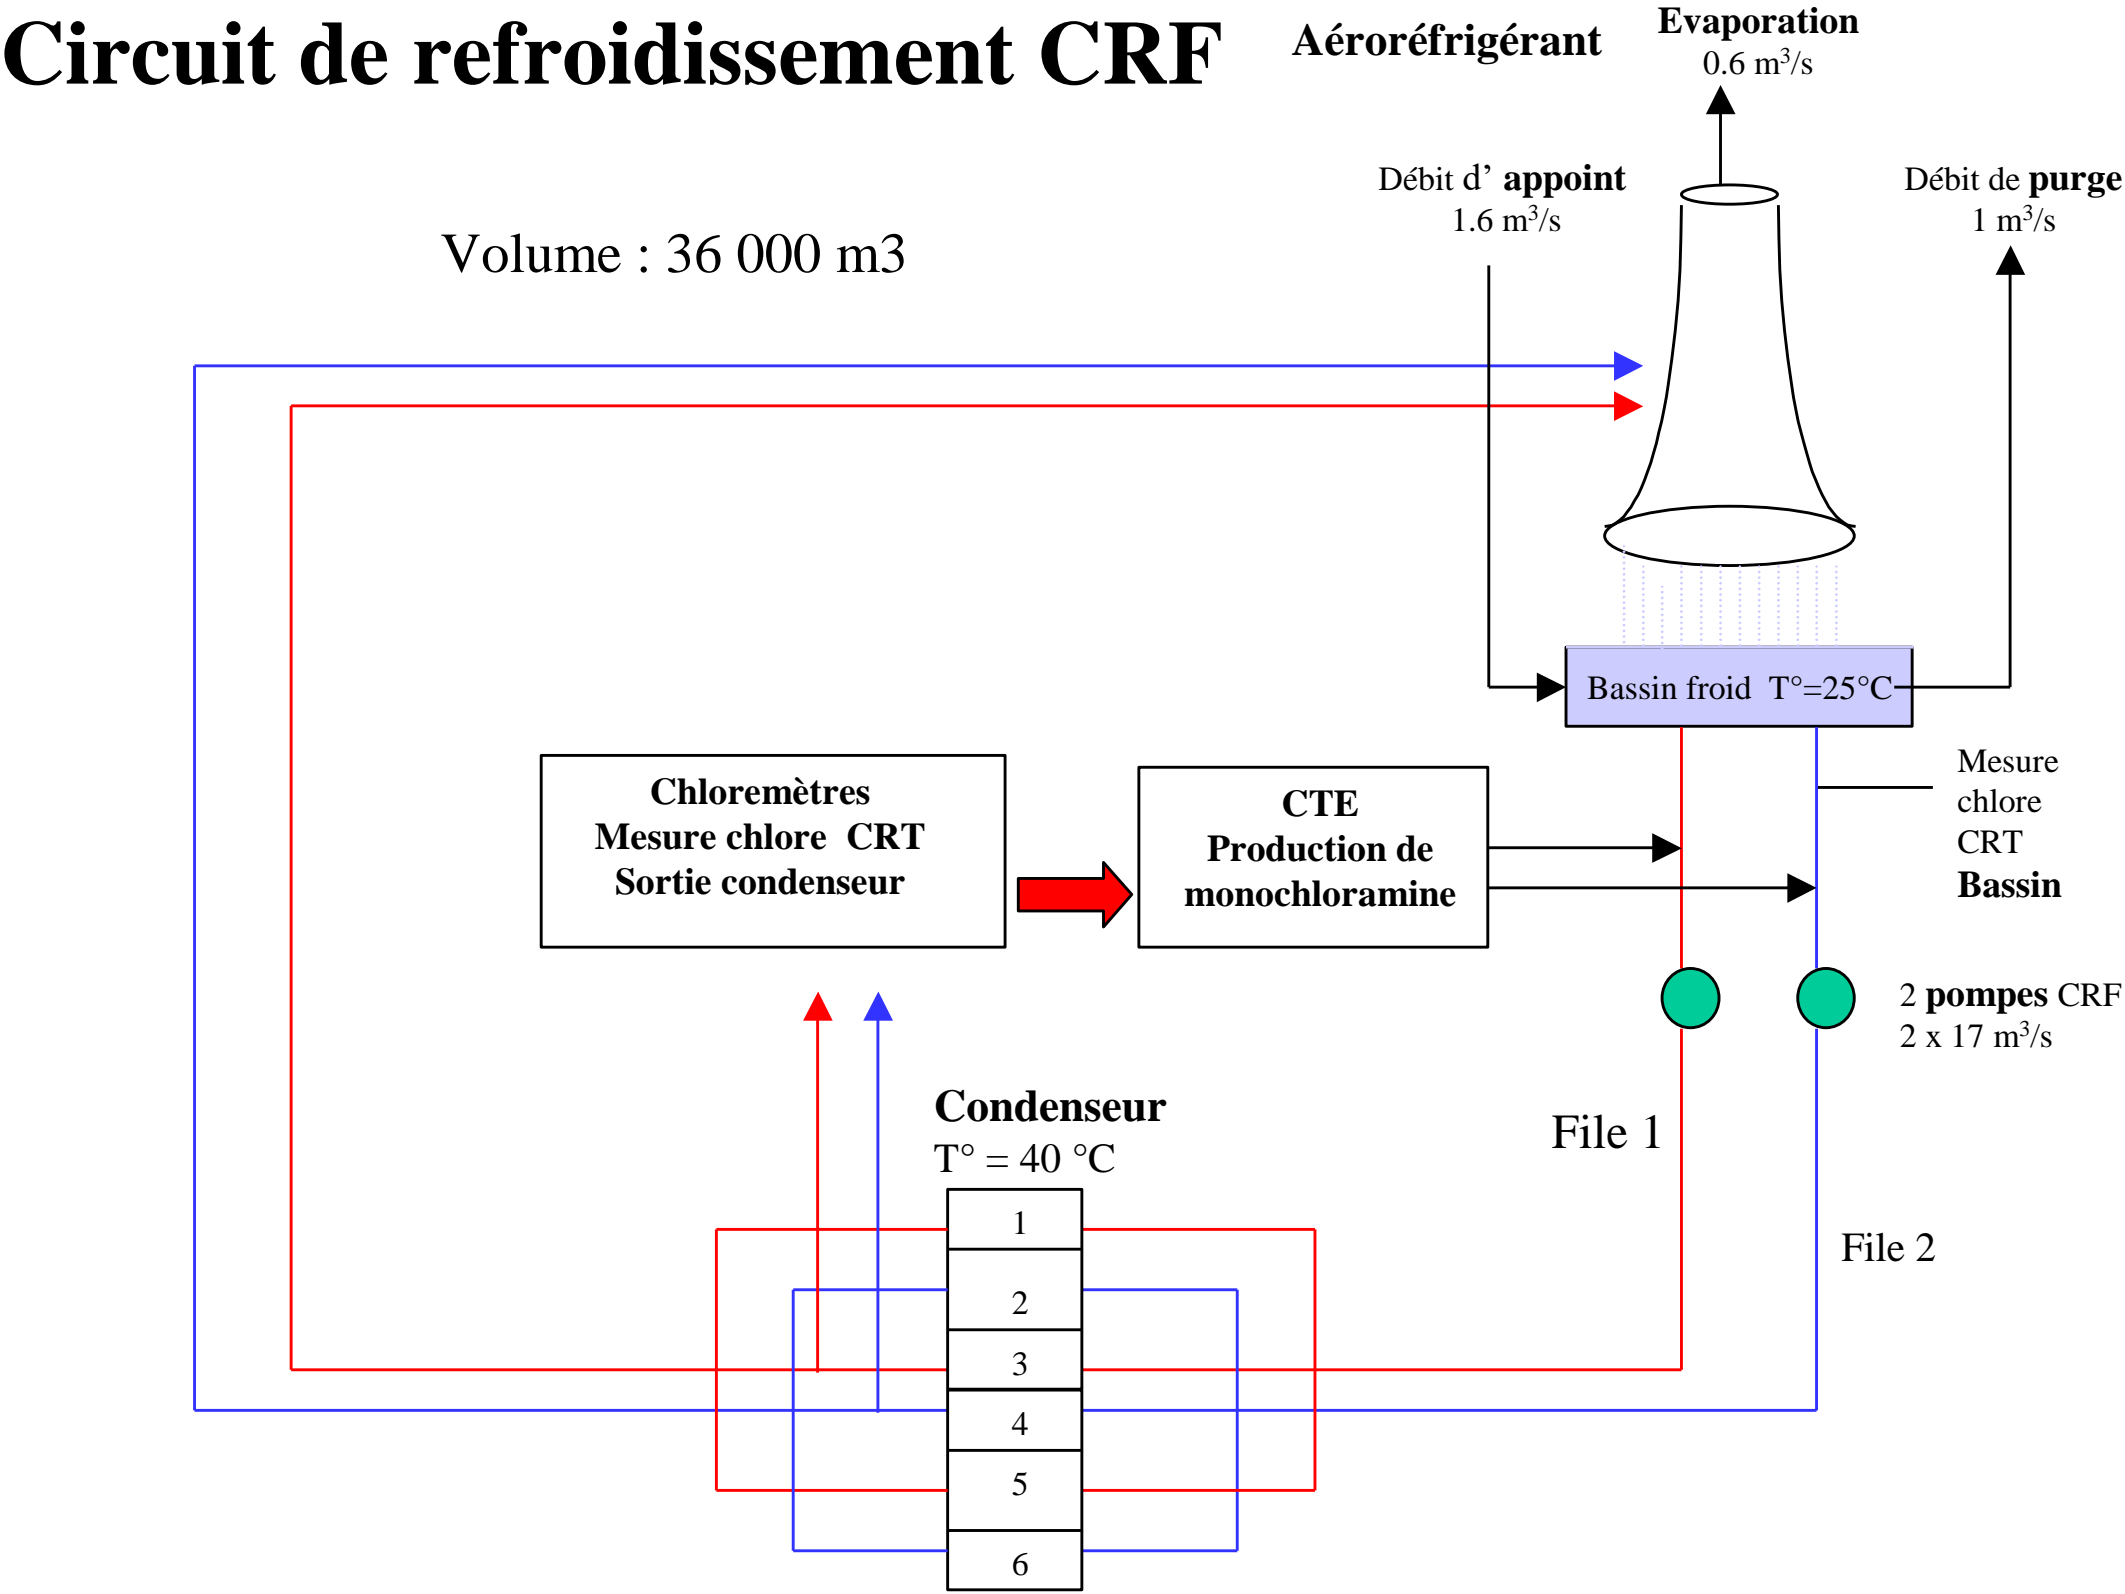 Circuit de refroidissement CRF
Aéroréfrigérant
Evaporation
0.6 m³/s
Débit d’ appoint
1.6 m³/s
Débit de purge
1 m³/s
Volume : 36 000 m3
Bassin froid T°=25°C
Chloremètres
Mesure chlore CRT
Sortie condenseur
CTE
Production de
monochloramine
Mesure
chlore
CRT
Bassin
2 pompes CRF
2 x 17 m³/s
Condenseur
T° = 40 °C
File 1
File 2
1
2
3
4
5
6